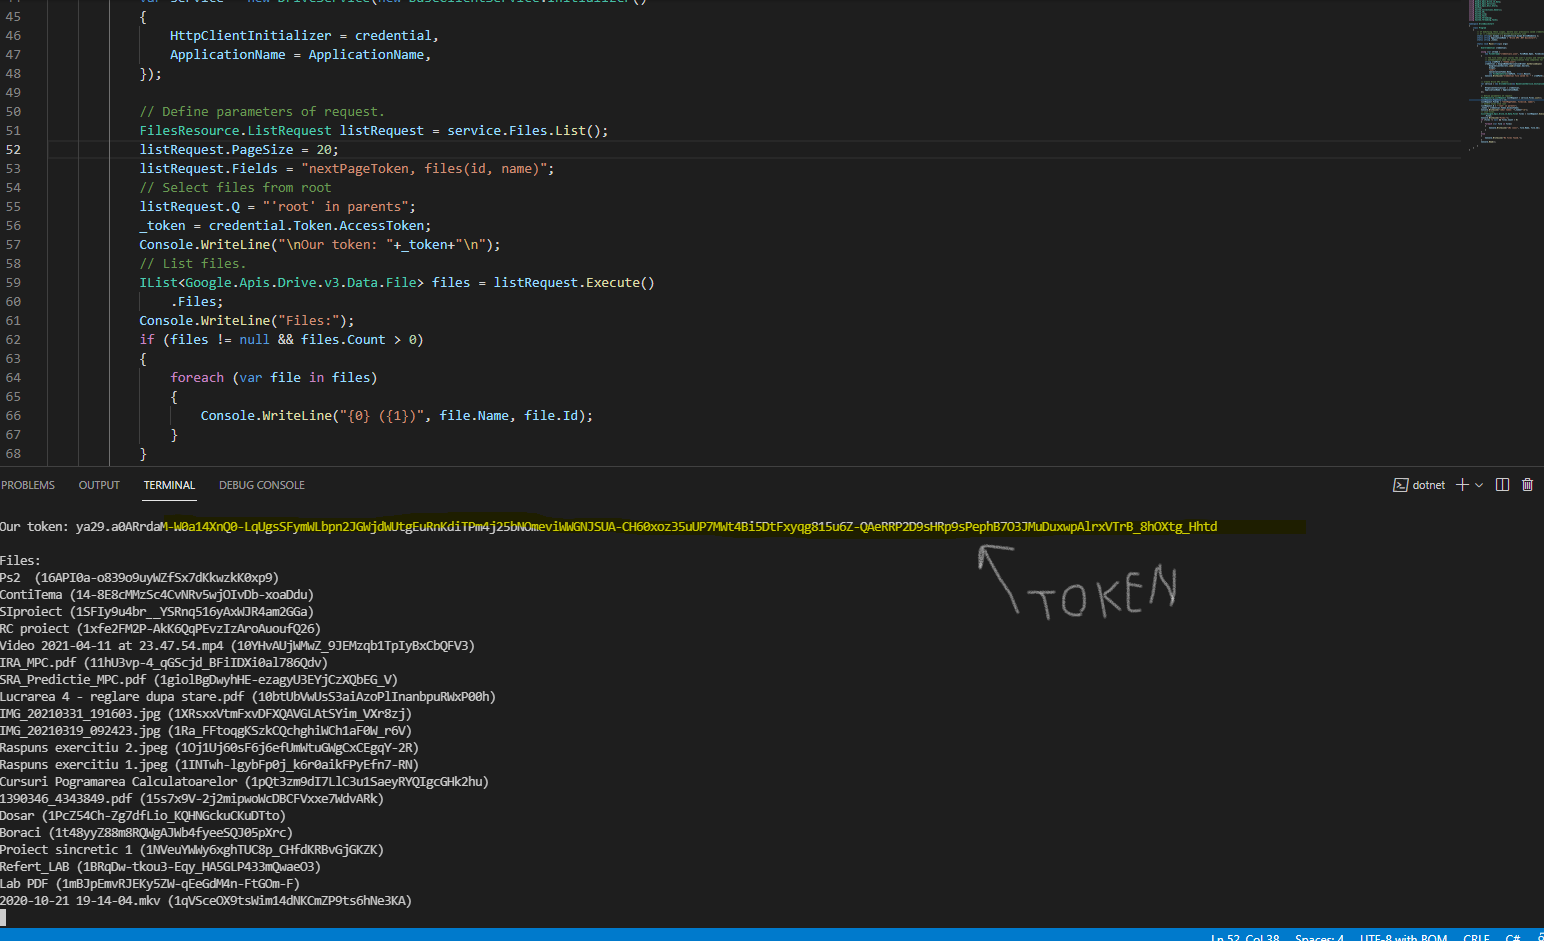 45 {
46 HttpClientInitializer = credential,
47 ApplicationName = ApplicationName,
48 });
49
50 // Define parameters of request.
51 FilesResource.ListRequest listRequest = service.Files.List();
52 listRequest.PageSize = 20;
53 listRequest.Fields = "nextPageToken, files(id, name)";
54 // Select files from root
55 listRequest.Q = "'root' in parents";
56 _token = credential.Token.AccessToken;
57 Console.WriteLine("\nOur token: "+_token+"\n");
58 // List files.
59 IList<Google.Apis.Drive.v3.Data.File> files = listRequest.Execute()
60 .Files;
61 Console.WriteLine("Files:");
62 if (files != null && files.Count > 0)
63 {
64 foreach (var file in files)
65 {
66 Console.WriteLine("{0} ({1})", file.Name, file.Id);
67 }
68 }
PROBLEMS OUTPUT TERMINAL DEBUG CONSOLE dotnet
Our token: ya29.a0ARrdaM-W0a14XnQ0-LqUgsSFymWLbpn2JGWjdWUtgEuRnKdiTPm4j25bNOmeviWWGNJSUA-CH60xoz35uUP7MWt4Bi5DtFxyqg815u6Z-QAeRRP2D9sHRp9sPephB7O3JMuDuxwpAlrxVTrB_8hOXtg_Hhtd
TOKEN
Files:
Ps2 (16API0a-o839o9uyWZfSx7dKkwzkK0xp9)
ContiTema (14-8E8cMMzSc4CvNRv5wjOIvDb-xoaDdu)
SIproiect (1SFIy9u4br__YSRnq516yAxWJR4am2GGa)
RC proiect (1xfe2FM2P-AkK6QqPEvzIzAroAuoufQ26)
Video 2021-04-11 at 23.47.54.mp4 (10YHvAUjWMwZ_9JEMzqb1TpIyBxCbQFV3)
IRA_MPC.pdf (11hU3vp-4_qGScjd_BFiIDXi0al786Qdv)
SRA_Predictie_MPC.pdf (1giolBgDwyhHE-ezagyU3EYjCzXQbEG_V)
Lucrarea 4 - reglare dupa stare.pdf (10btUbVwUsS3aiAzoPlInanbpuRWxP00h)
IMG_20210331_191603.jpg (1XRsxxVtmFxvDFXQAVGLAtSYim_VXr8zj)
IMG_20210319_092423.jpg (1Ra_FFtoqgKSzkCQchghiWCh1aF0W_r6V)
Raspuns exercitiu 2.jpeg (1Oj1Uj60sF6j6efUmWtuGWgCxCEgqY-2R)
Raspuns exercitiu 1.jpeg (1INTwh-lgybFp0j_k6r0aikFPyEfn7-RN)
Cursuri Pogramarea Calculatoarelor (1pQt3zm9dI7LlC3u1SaeyRYQIgcGHk2hu)
1390346_4343849.pdf (15s7x9V-2j2mipwoWcDBCFVxxe7WdvARk)
Dosar (1PcZ54Ch-Zg7dfLio_KQHNGckuCKuDTto)
Boraci (1t48yyZ88m8RQWgAJWb4fyeeSQJ05pXrc)
Proiect sincretic 1 (1NVeuYWWy6xghTUC8p_CHfdKRBvGjGKZK)
Refert_LAB (1BRqDw-tkou3-Eqy_HA5GLP433mQwaeO3)
Lab PDF (1mBJpEmvRJEKy5ZW-qEeGdM4n-FtGOm-F)
2020-10-21 19-14-04.mkv (1qVSceOX9tsWim14dNKCmZP9ts6hNe3KA)
Ln 52, Col 38 Spaces: 4 UTF-8 with BOM CRLF C#